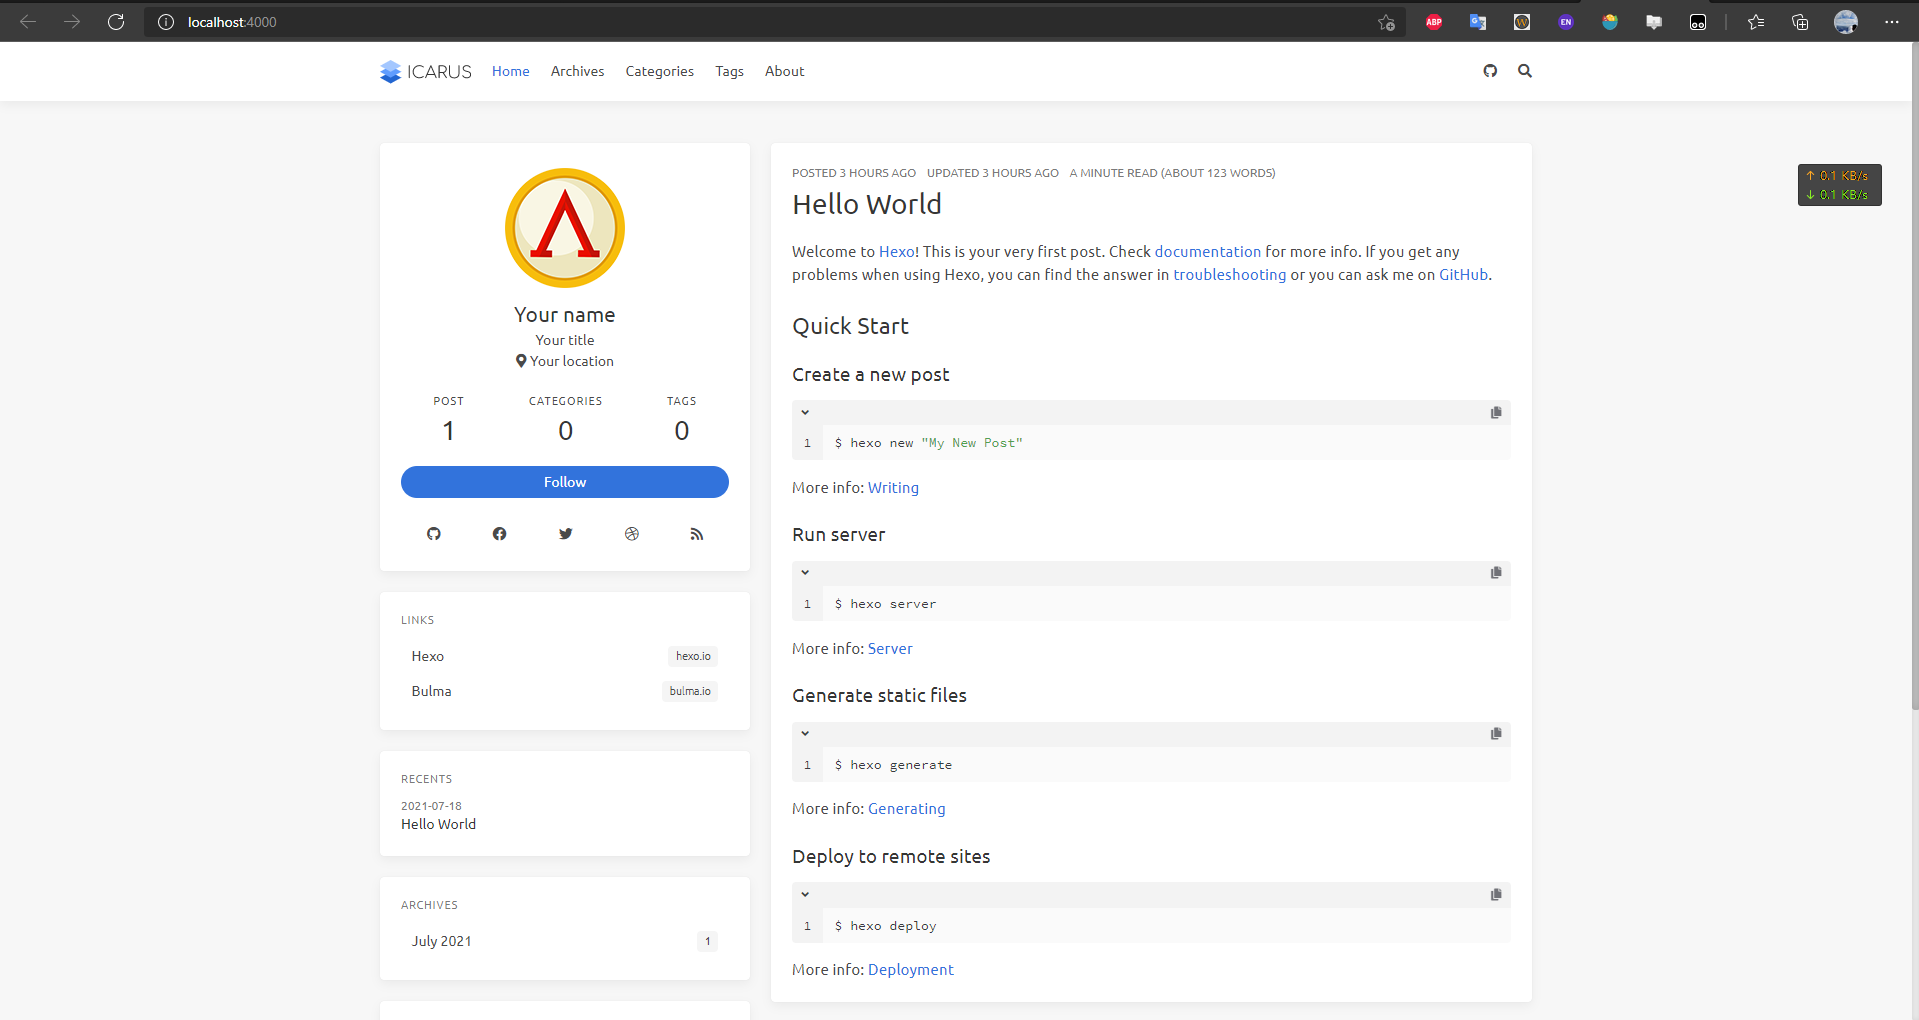 localhost:4000
ABP
W
EN
ICARUS
Home
Archives
Categories
Tags
About
Your name
Your title
Your location
POST
CATEGORIES
TAGS
1
0
0
Follow
LINKS
Hexo
hexo.io
Bulma
bulma.io
RECENTS
2021-07-18
Hello World
ARCHIVES
July 2021
1
POSTED 3 HOURS AGO UPDATED 3 HOURS AGO A MINUTE READ (ABOUT 123 WORDS)
Hello World
Welcome to Hexo! This is your very first post. Check documentation for more info. If you get any
problems when using Hexo, you can find the answer in troubleshooting or you can ask me on GitHub.
Quick Start
Create a new post
1 $ hexo new "My New Post"
More info: Writing
Run server
1 $ hexo server
More info: Server
Generate static files
1 $ hexo generate
More info: Generating
Deploy to remote sites
1 $ hexo deploy
More info: Deployment
↑ 0.1 KB/s
↓ 0.1 KB/s